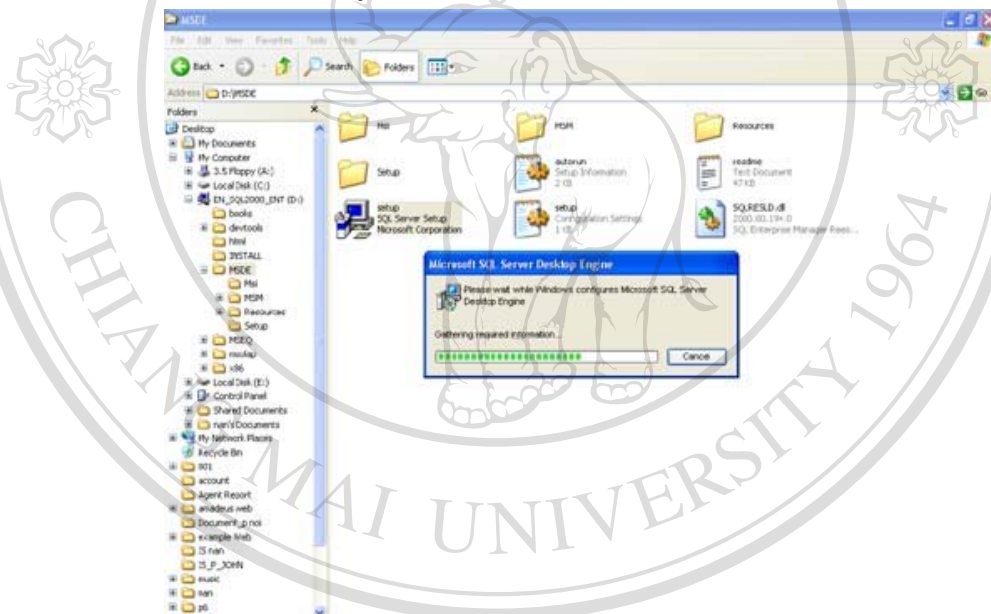 MSDE
File Edit View Favorites Tools Help
Back Search Folders
Address D:\MSDE Go
Folders
Desktop
My Documents
My Computer
3.5 Floppy (A:)
Local Disk (C:)
EN_SQL2000_ENT (D:)
books
devtools
html
INSTALL
MSDE
Msi
MSM
Resources
Setup
MSEQ
msolap
x86
Local Disk (E:)
Control Panel
Shared Documents
nan's Documents
My Network Places
Recycle Bin
801
account
Agent Report
amadeus web
Document_p noi
example Web
IS nan
IS_P_JOHN
music
nan
p6
Msi
MSM
Resources
Setup
autorun
Setup Information
2 KB
readme
Text Document
47 KB
setup
SQL Server Setup
Microsoft Corporation
setup
Configuration Settings
1 KB
SQLRESLD.dll
2000.80.194.0
SQL Enterprise Manager Reso...
Microsoft SQL Server Desktop Engine
Please wait while Windows configures Microsoft SQL Server
Desktop Engine
Gathering required information...
Cancel
CHIANG MAI UNIVERSITY 1964